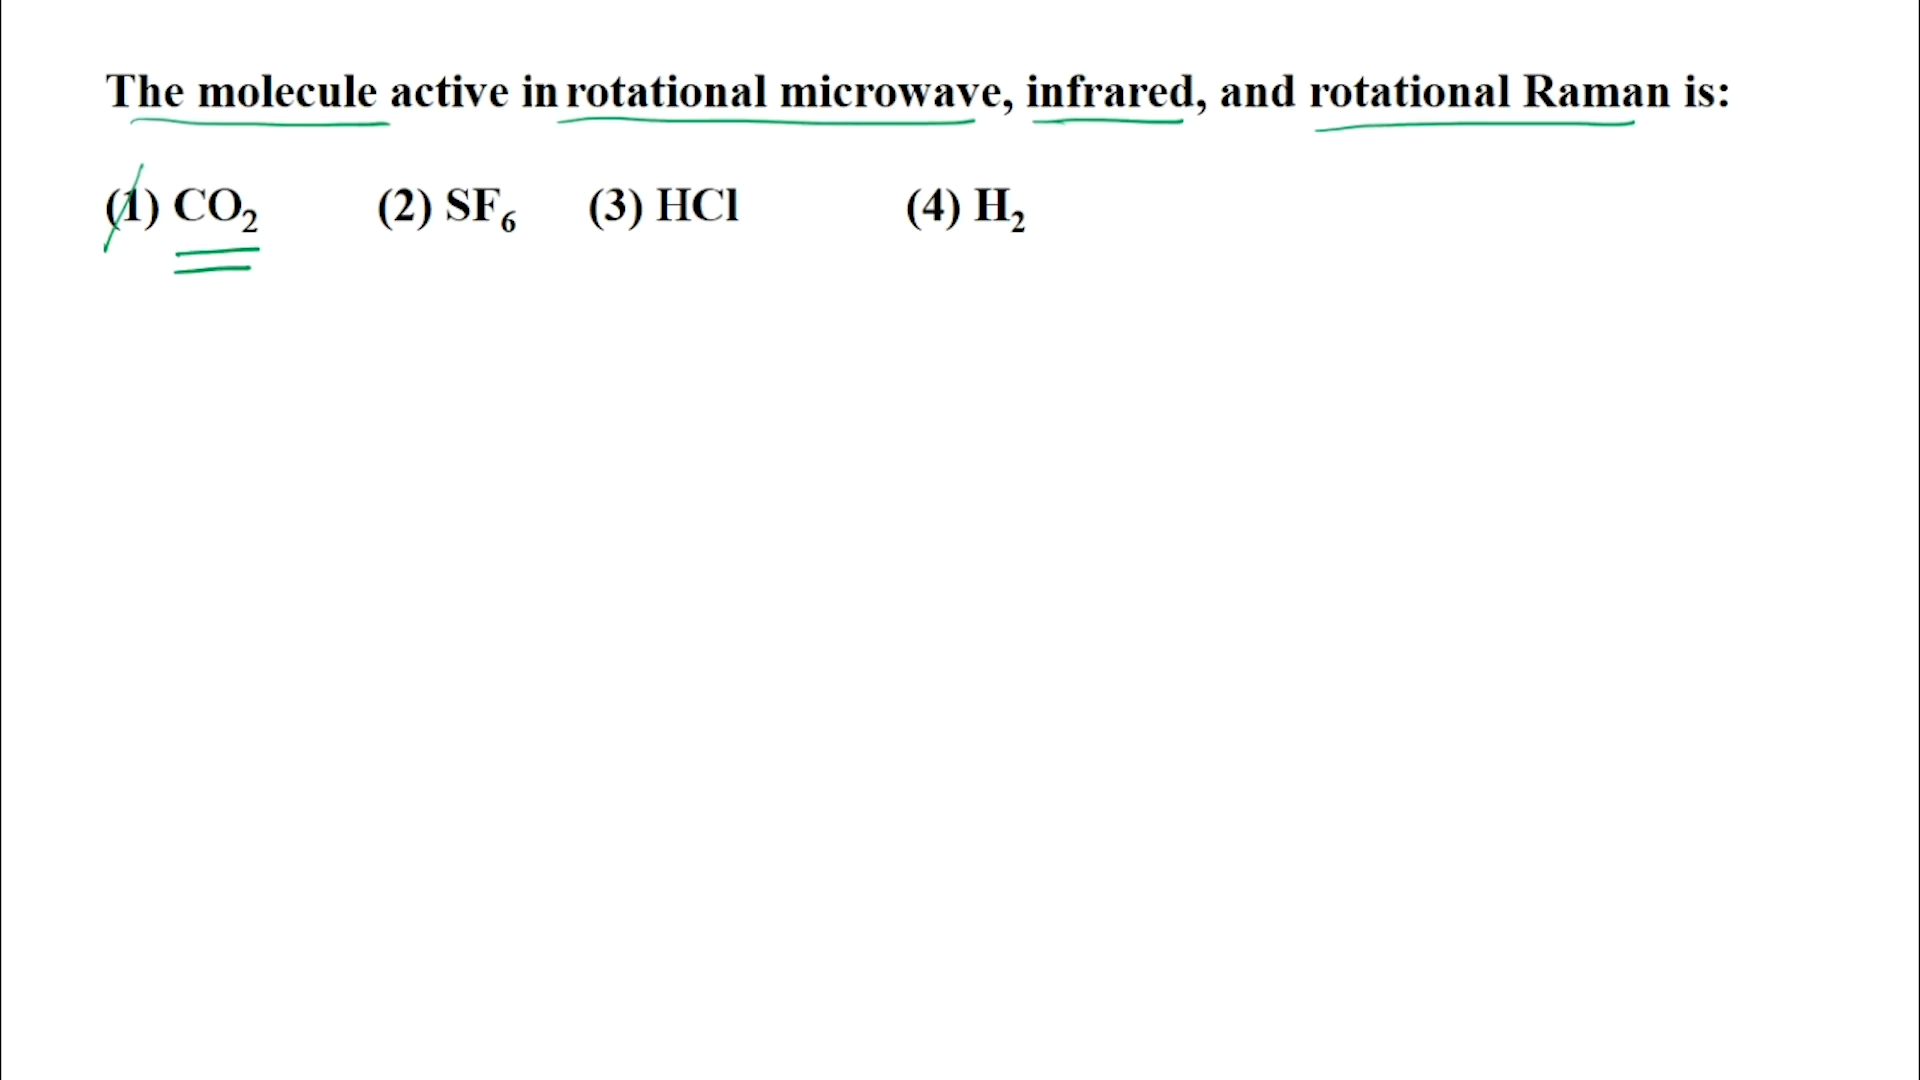 The molecule active in rotational microwave, infrared, and rotational Raman is:
(1) CO₂ (2) SF₆ (3) HCl (4) H₂